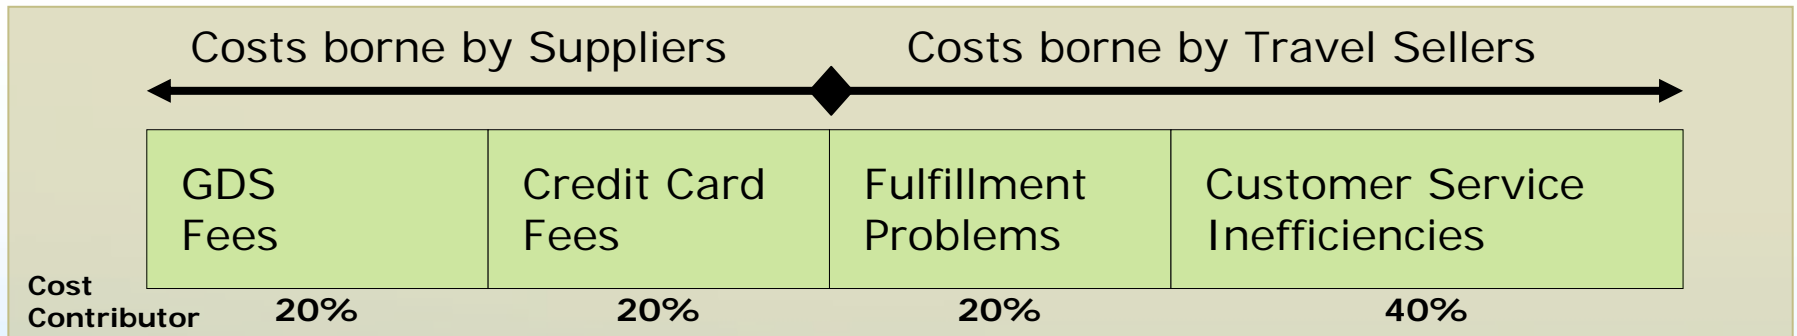 Costs borne by Suppliers
Costs borne by Travel Sellers
GDS
Fees
Credit Card
Fees
Fulfillment
Problems
Customer Service
Inefficiencies
Cost
Contributor
20%
20%
20%
40%